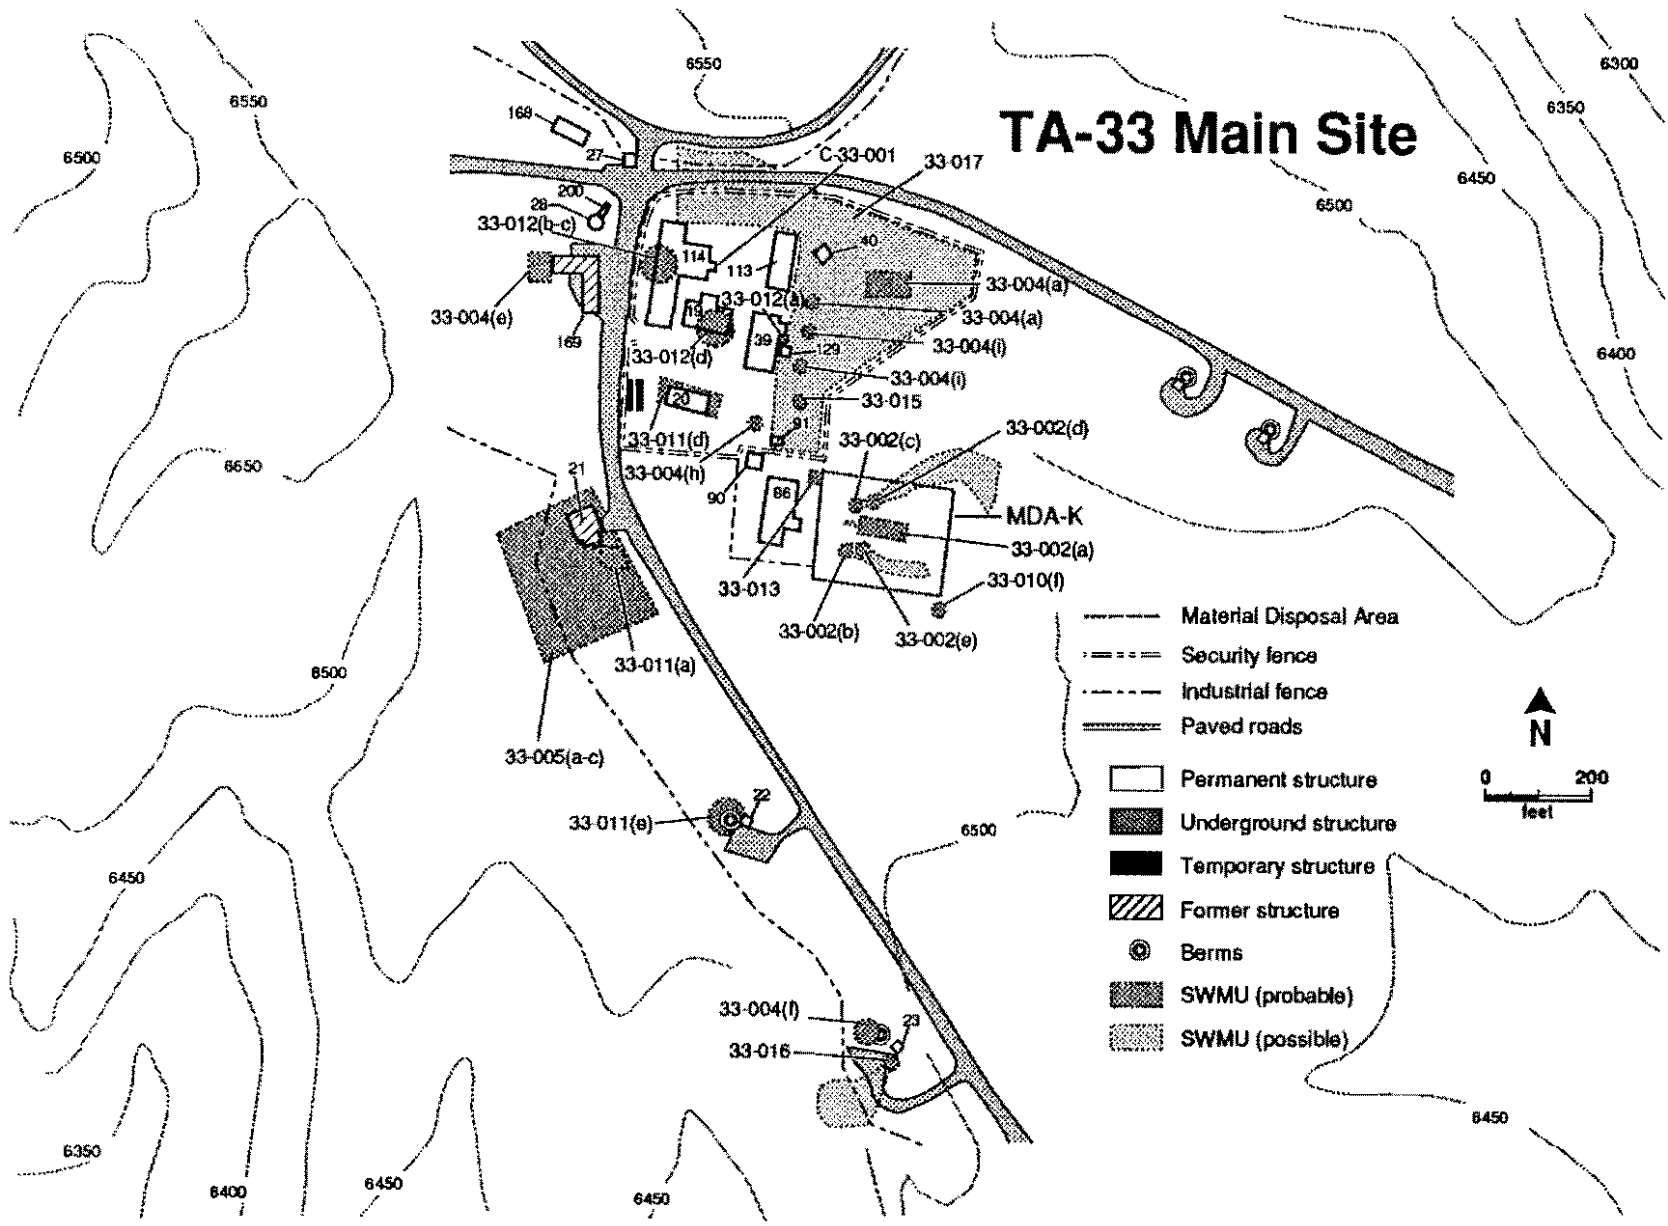 TA-33 Main Site
6550
6550
6500
6300
6350
6450
6500
6400
168
27
C-33-001
33-017
200
28
33-012(b-c)
114
113
40
33-004(e)
169
33-004(a)
33-012(a)
19
33-004(a)
39
129
33-004(i)
33-012(d)
33-004(i)
20
33-015
33-011(d)
91
33-002(c)
33-002(d)
33-004(h)
6650
21
90
86
MDA-K
33-002(a)
33-013
33-010(f)
33-002(b)
33-002(e)
33-011(a)
6500
33-005(a-c)
22
33-011(e)
6500
6450
33-004(f)
23
33-016
6350
6400
6450
6450
6450
Material Disposal Area
Security fence
Industrial fence
Paved roads
Permanent structure
Underground structure
Temporary structure
Former structure
Berms
SWMU (probable)
SWMU (possible)
N
0 200
feet